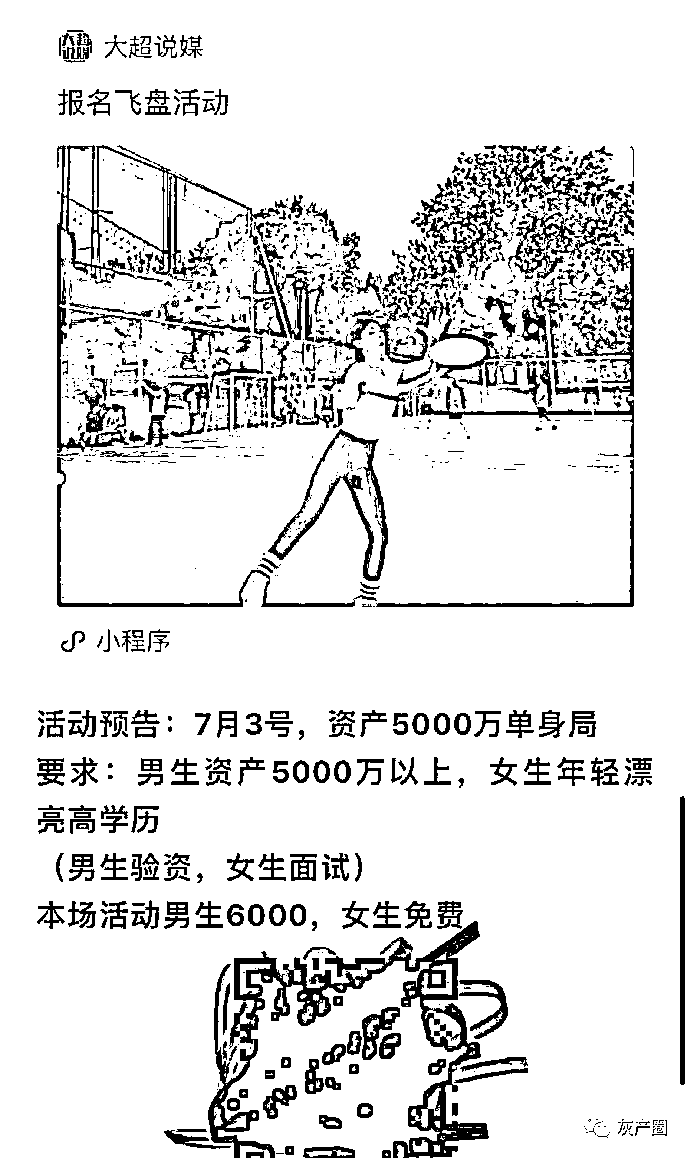 大超说媒
报名飞盘活动
小程序
活动预告：7月3号，资产5000万单身局
要求：男生资产5000万以上，女生年轻漂
亮高学历
（男生验资，女生面试）
本场活动男生6000，女生免费
灰产圈